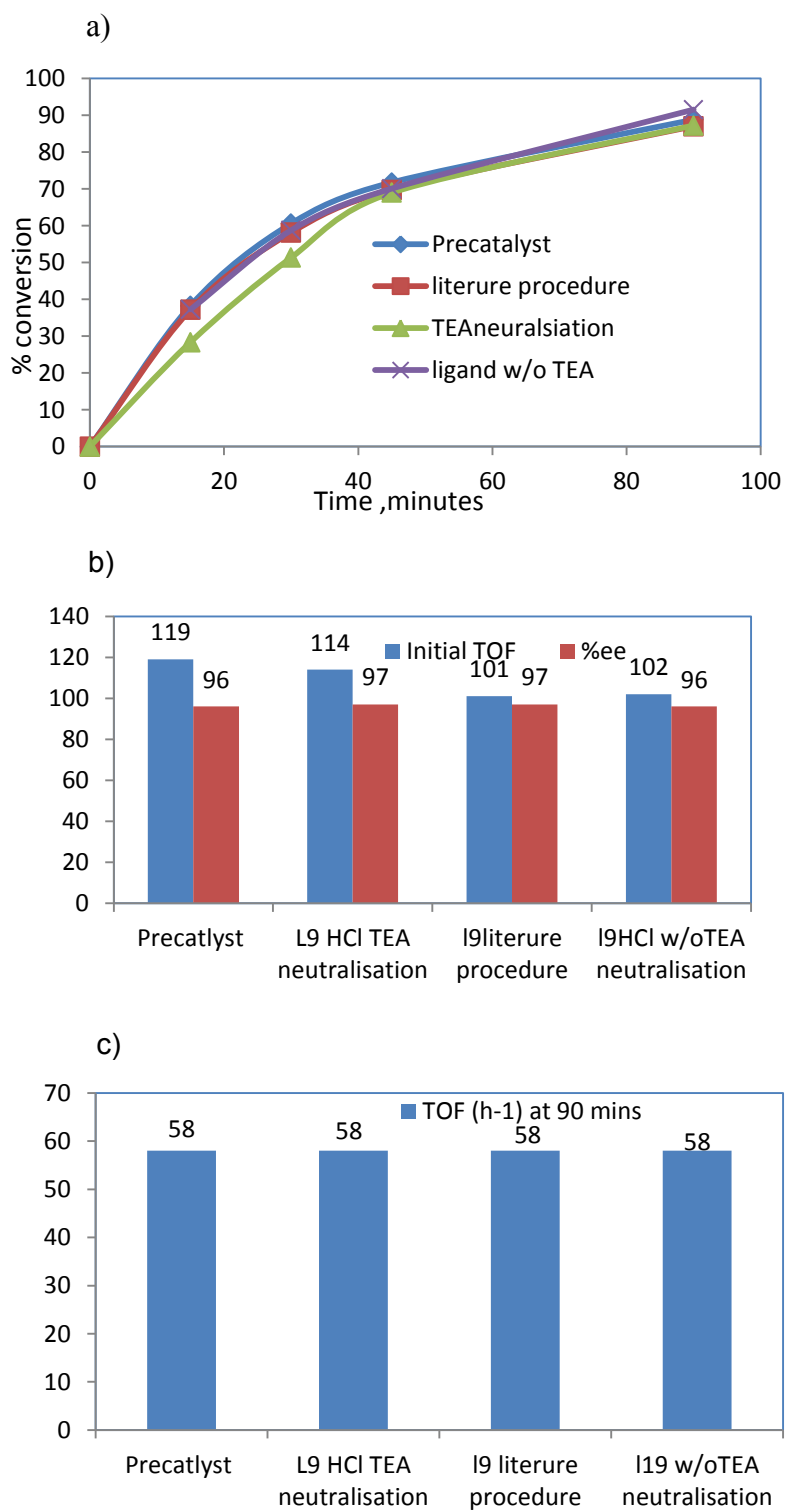 a)
100
90
80
70
60
50
40
30
20
10
0
% conversion
Precatalyst
literure procedure
TEAneuralsiation
ligand w/o TEA
0 20 40 60 80 100
Time ,minutes
b)
140
120
100
80
60
40
20
0
Initial TOF %ee
119 96 114 97 101 97 102 96
Precatlyst L9 HCl TEA l9literure l9HCl w/oTEA
neutralisation procedure neutralisation
c)
70
60
50
40
30
20
10
0
TOF (h-1) at 90 mins
58 58 58 58
Precatlyst L9 HCl TEA l9 literure l19 w/oTEA
neutralisation procedure neutralisation